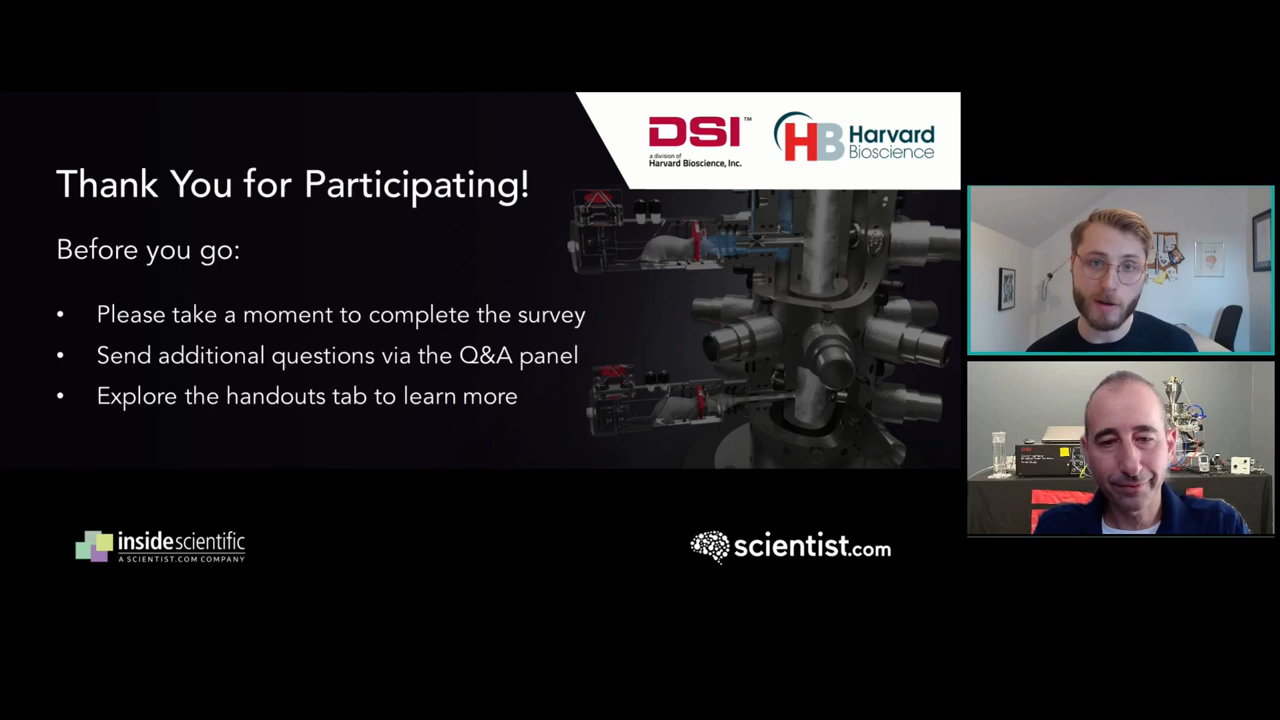 DSI™
a division of
Harvard Bioscience, Inc.
HB Harvard
Bioscience
Thank You for Participating!
Before you go:
• Please take a moment to complete the survey
• Send additional questions via the Q&A panel
• Explore the handouts tab to learn more
insidescientific
A SCIENTIST.COM COMPANY
scientist.com
DSI